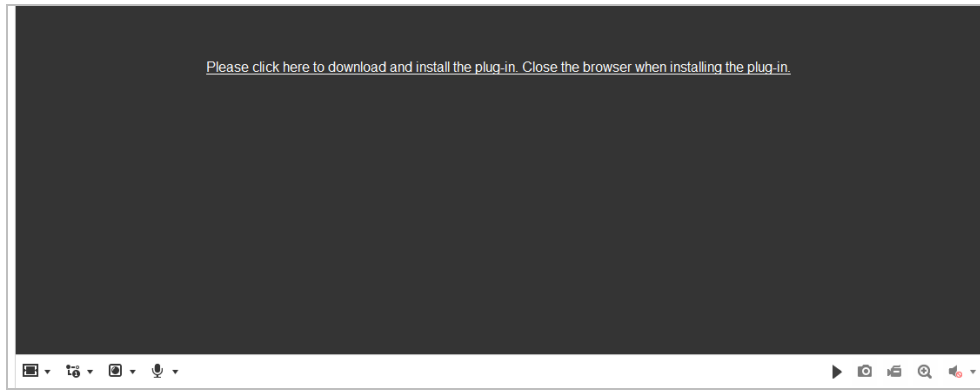 Please click here to download and install the plug-in. Close the browser when installing the plug-in.